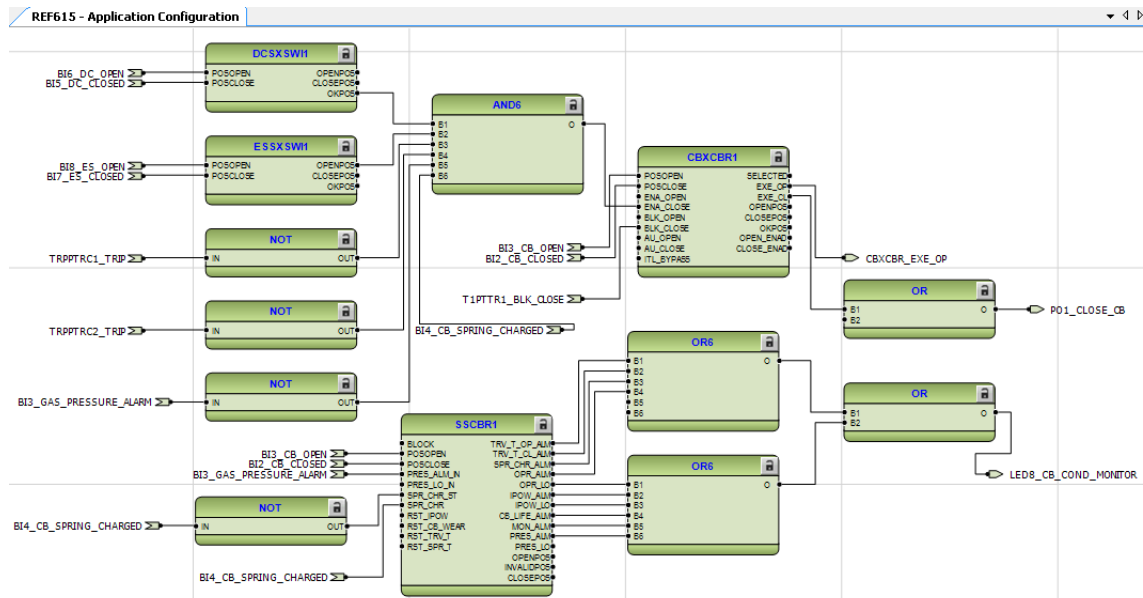 REF615 - Application Configuration
DCSXSWI1
BI6_DC_OPEN
BI5_DC_CLOSED
POSOPEN
POSCLOSE
OPENPOS
CLOSEPOS
OKPOS
ESSXSWI1
BI8_ES_OPEN
BI7_ES_CLOSED
POSOPEN
POSCLOSE
OPENPOS
CLOSEPOS
OKPOS
NOT
TRPPTRC1_TRIP
IN
OUT
NOT
TRPPTRC2_TRIP
IN
OUT
NOT
BI3_GAS_PRESSURE_ALARM
IN
OUT
AND6
B1
B2
B3
B4
B5
B6
O
CBXCBR1
BI3_CB_OPEN
BI2_CB_CLOSED
T1PTTR1_BLK_CLOSE
BI4_CB_SPRING_CHARGED
POSOPEN
POSCLOSE
ENA_OPEN
ENA_CLOSE
BLK_OPEN
BLK_CLOSE
AU_OPEN
AU_CLOSE
ITL_BYPASS
SELECTED
EXE_OP
EXE_CL
OPENPOS
CLOSEPOS
OKPOS
OPEN_ENAD
CLOSE_ENAD
CBXCBR_EXE_OP
OR
B1
B2
O
PO1_CLOSE_CB
SSCBR1
BI3_CB_OPEN
BI2_CB_CLOSED
BI3_GAS_PRESSURE_ALARM
NOT
BI4_CB_SPRING_CHARGED
IN
OUT
BI4_CB_SPRING_CHARGED
BLOCK
POSOPEN
POSCLOSE
PRES_ALM_IN
PRES_LO_IN
SPR_CHR_ST
SPR_CHR
RST_IPOW
RST_CB_WEAR
RST_TRV_T
RST_SPR_T
TRV_T_OP_ALM
TRV_T_CL_ALM
SPR_CHR_ALM
OPR_ALM
OPR_LO
IPOW_ALM
IPOW_LO
CB_LIFE_ALM
MON_ALM
PRES_ALM
PRES_LO
OPENPOS
INVALIDPOS
CLOSEPOS
OR6
B1
B2
B3
B4
B5
B6
O
OR6
B1
B2
B3
B4
B5
B6
O
OR
B1
B2
O
LED8_CB_COND_MONITOR